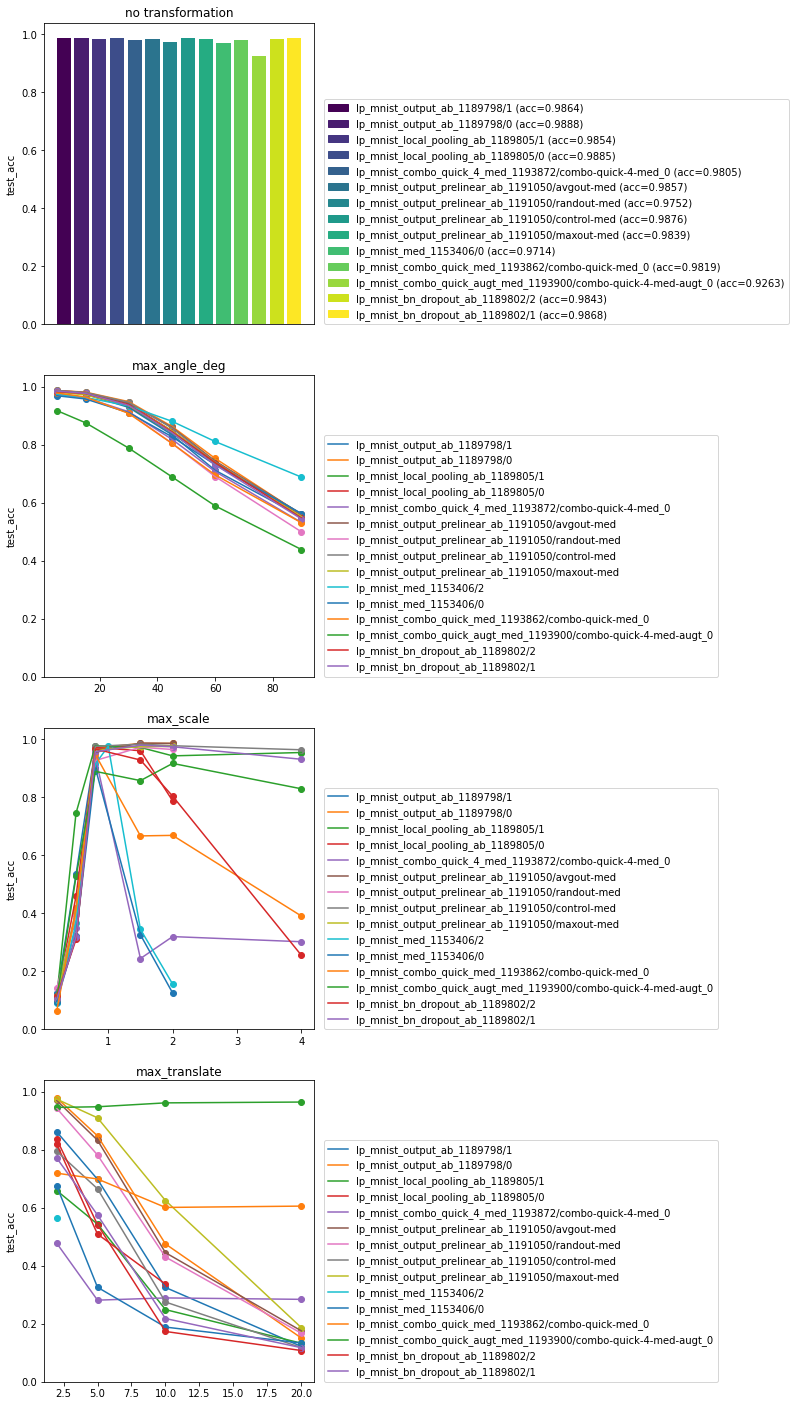 no transformation
1.0
0.8
0.6
0.4
0.2
0.0
test_acc
lp_mnist_output_ab_1189798/1 (acc=0.9864)
lp_mnist_output_ab_1189798/0 (acc=0.9888)
lp_mnist_local_pooling_ab_1189805/1 (acc=0.9854)
lp_mnist_local_pooling_ab_1189805/0 (acc=0.9885)
lp_mnist_combo_quick_4_med_1193872/combo-quick-4-med_0 (acc=0.9805)
lp_mnist_output_prelinear_ab_1191050/avgout-med (acc=0.9857)
lp_mnist_output_prelinear_ab_1191050/randout-med (acc=0.9752)
lp_mnist_output_prelinear_ab_1191050/control-med (acc=0.9876)
lp_mnist_output_prelinear_ab_1191050/maxout-med (acc=0.9839)
lp_mnist_med_1153406/0 (acc=0.9714)
lp_mnist_combo_quick_med_1193862/combo-quick-med_0 (acc=0.9819)
lp_mnist_combo_quick_augt_med_1193900/combo-quick-4-med-augt_0 (acc=0.9263)
lp_mnist_bn_dropout_ab_1189802/2 (acc=0.9843)
lp_mnist_bn_dropout_ab_1189802/1 (acc=0.9868)
max_angle_deg
1.0
0.8
0.6
0.4
0.2
0.0
test_acc
20 40 60 80
lp_mnist_output_ab_1189798/1
lp_mnist_output_ab_1189798/0
lp_mnist_local_pooling_ab_1189805/1
lp_mnist_local_pooling_ab_1189805/0
lp_mnist_combo_quick_4_med_1193872/combo-quick-4-med_0
lp_mnist_output_prelinear_ab_1191050/avgout-med
lp_mnist_output_prelinear_ab_1191050/randout-med
lp_mnist_output_prelinear_ab_1191050/control-med
lp_mnist_output_prelinear_ab_1191050/maxout-med
lp_mnist_med_1153406/2
lp_mnist_med_1153406/0
lp_mnist_combo_quick_med_1193862/combo-quick-med_0
lp_mnist_combo_quick_augt_med_1193900/combo-quick-4-med-augt_0
lp_mnist_bn_dropout_ab_1189802/2
lp_mnist_bn_dropout_ab_1189802/1
max_scale
1.0
0.8
0.6
0.4
0.2
0.0
test_acc
1 2 3 4
lp_mnist_output_ab_1189798/1
lp_mnist_output_ab_1189798/0
lp_mnist_local_pooling_ab_1189805/1
lp_mnist_local_pooling_ab_1189805/0
lp_mnist_combo_quick_4_med_1193872/combo-quick-4-med_0
lp_mnist_output_prelinear_ab_1191050/avgout-med
lp_mnist_output_prelinear_ab_1191050/randout-med
lp_mnist_output_prelinear_ab_1191050/control-med
lp_mnist_output_prelinear_ab_1191050/maxout-med
lp_mnist_med_1153406/2
lp_mnist_med_1153406/0
lp_mnist_combo_quick_med_1193862/combo-quick-med_0
lp_mnist_combo_quick_augt_med_1193900/combo-quick-4-med-augt_0
lp_mnist_bn_dropout_ab_1189802/2
lp_mnist_bn_dropout_ab_1189802/1
max_translate
1.0
0.8
0.6
0.4
0.2
0.0
test_acc
2.5 5.0 7.5 10.0 12.5 15.0 17.5 20.0
lp_mnist_output_ab_1189798/1
lp_mnist_output_ab_1189798/0
lp_mnist_local_pooling_ab_1189805/1
lp_mnist_local_pooling_ab_1189805/0
lp_mnist_combo_quick_4_med_1193872/combo-quick-4-med_0
lp_mnist_output_prelinear_ab_1191050/avgout-med
lp_mnist_output_prelinear_ab_1191050/randout-med
lp_mnist_output_prelinear_ab_1191050/control-med
lp_mnist_output_prelinear_ab_1191050/maxout-med
lp_mnist_med_1153406/2
lp_mnist_med_1153406/0
lp_mnist_combo_quick_med_1193862/combo-quick-med_0
lp_mnist_combo_quick_augt_med_1193900/combo-quick-4-med-augt_0
lp_mnist_bn_dropout_ab_1189802/2
lp_mnist_bn_dropout_ab_1189802/1